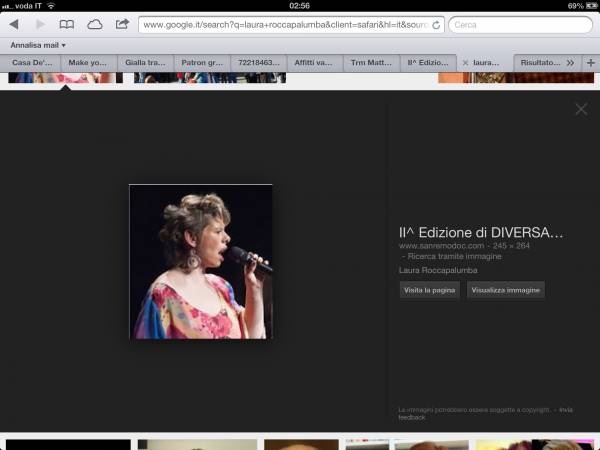 voda IT 02:56 69%
www.google.it/search?q=laura+roccapalumba&client=safari&hl=it&sourc Cerca
Annalisa mail
Casa De'... Make yo... Gialla tra... Patron gr... 72218463... Affitti va... Trm Matt... II^ Edizio... laura... Risultato...
II^ Edizione di DIVERSA...
www.sanremodoc.com - 245 × 264
- Ricerca tramite immagine
Laura Roccapalumba
Visita la pagina Visualizza immagine
Le immagini potrebbero essere soggette a copyright. - Invia
feedback